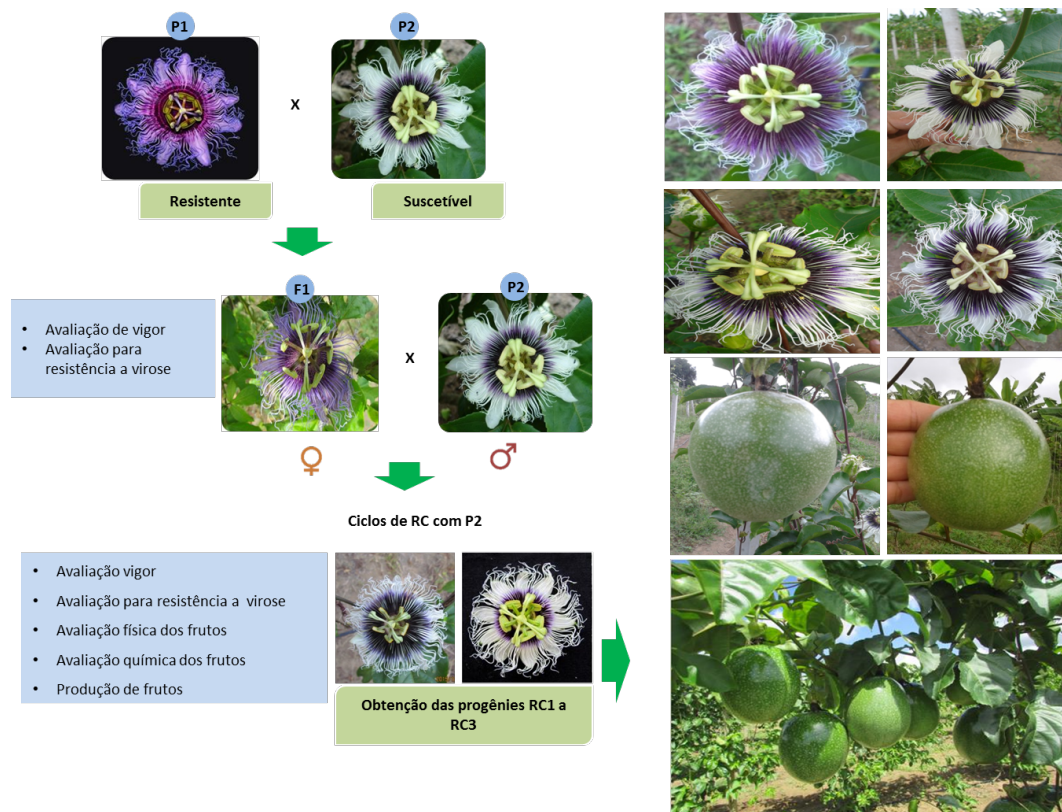 P1
P2
X
Resistente
Suscetível
F1
P2
• Avaliação de vigor
• Avaliação para
resistência a virose
X
♀
♂
Ciclos de RC com P2
• Avaliação vigor
• Avaliação para resistência a virose
• Avaliação física dos frutos
• Avaliação química dos frutos
• Produção de frutos
Obtenção das progênies RC1 a
RC3